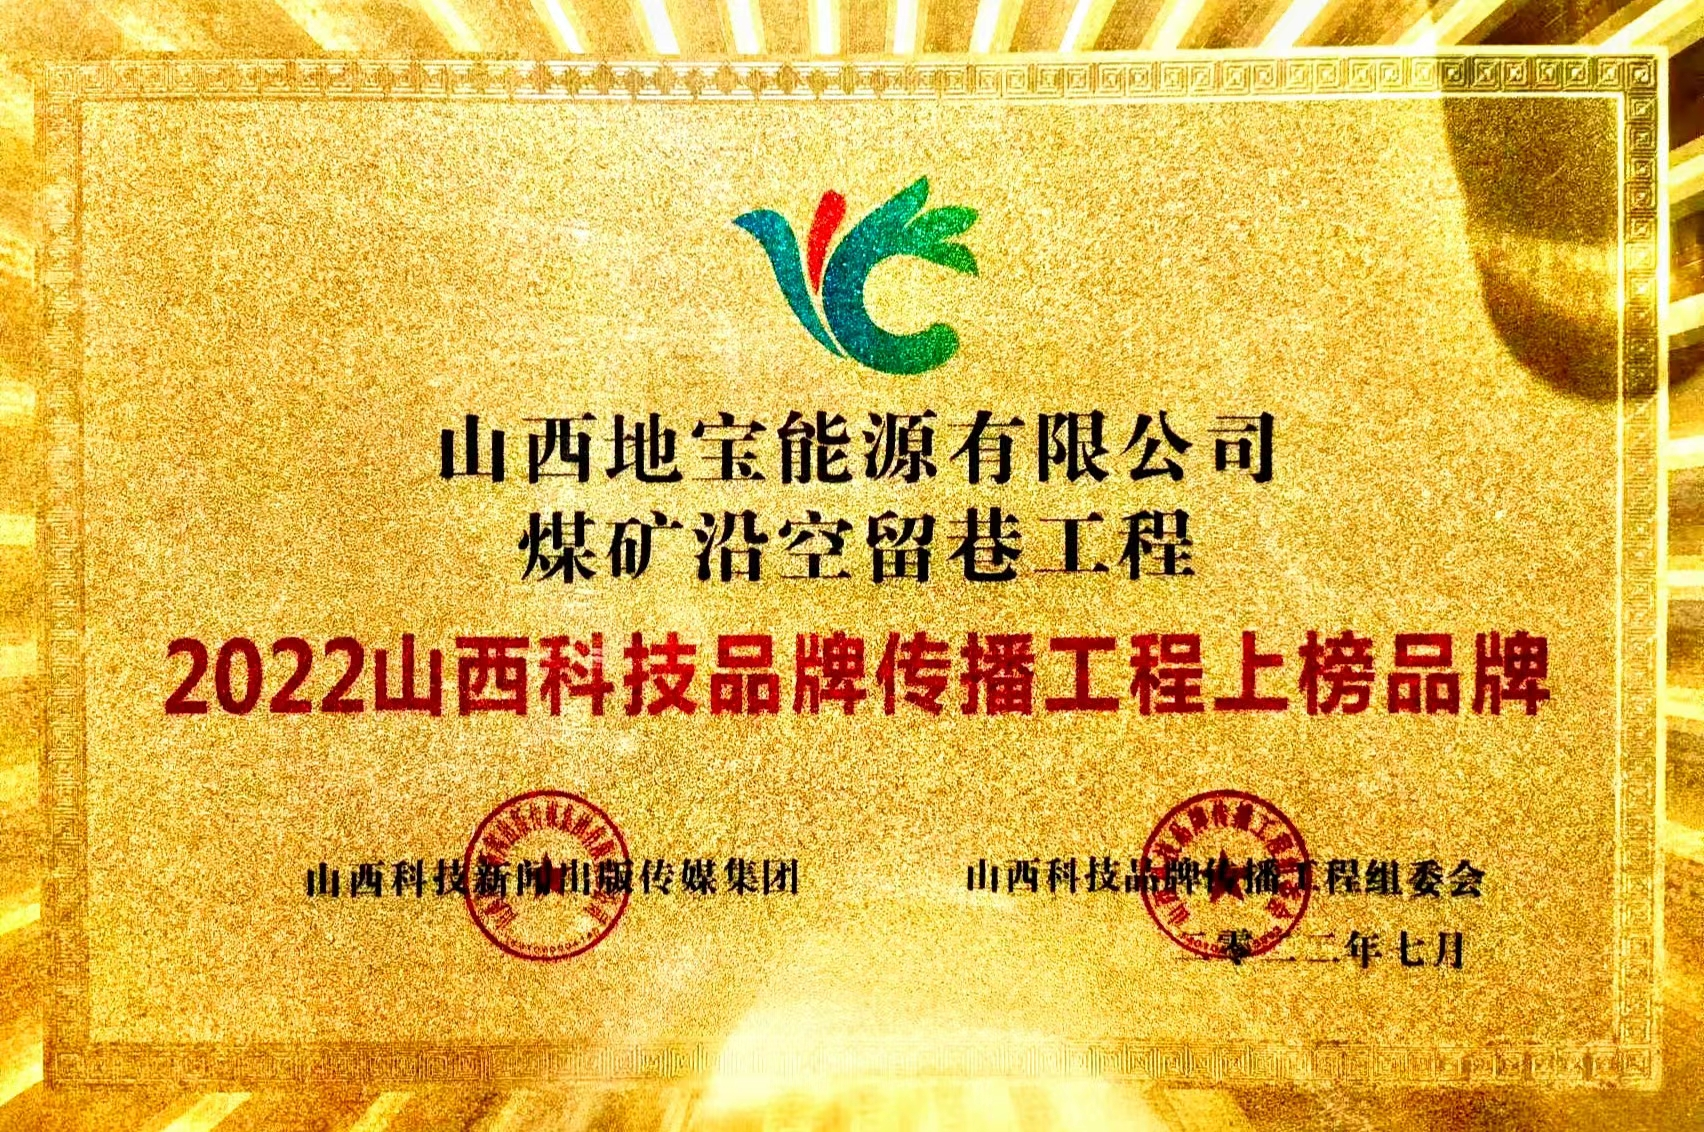 山西地宝能源有限公司
煤矿沿空留巷工程
2022山西科技品牌传播工程上榜品牌
山西科技新闻出版传媒集团
山西科技品牌传播工程组委会
二零二二年七月